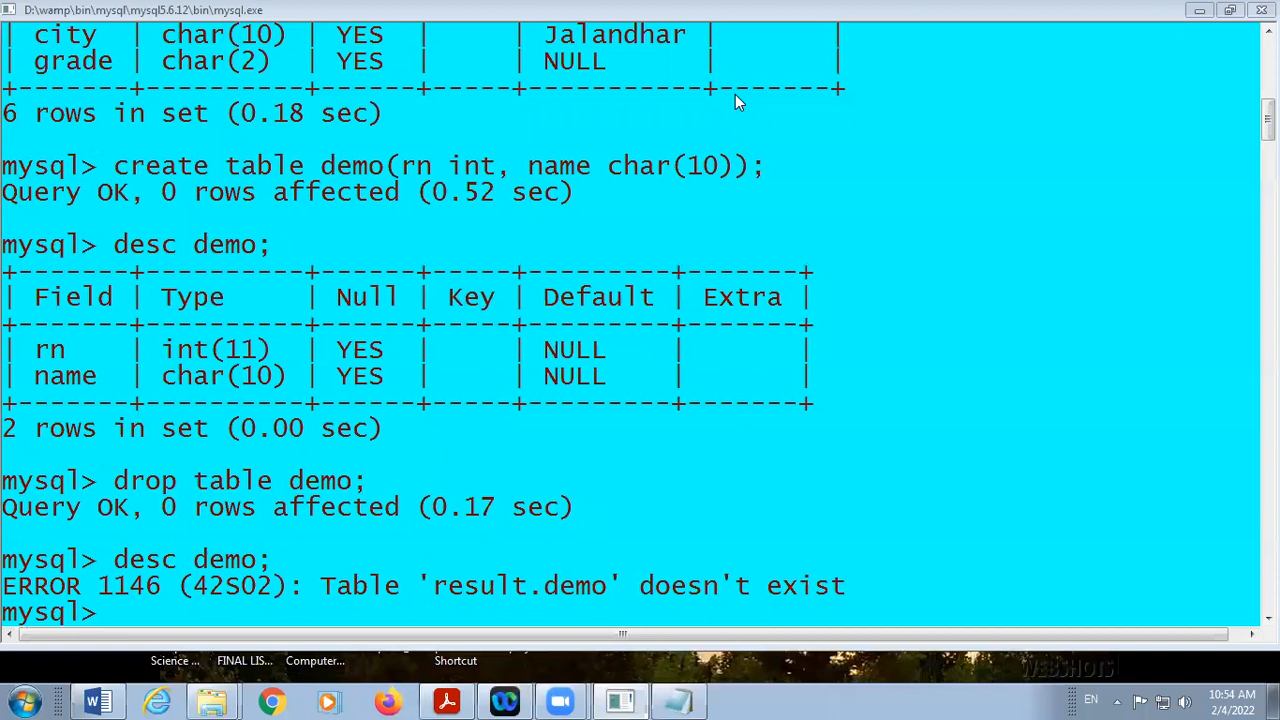 D:\wamp\bin\mysql\mysql5.6.12\bin\mysql.exe
| city | char(10) | YES | | Jalandhar | |
| grade | char(2) | YES | | NULL | |
+-------+----------+------+-----+-----------+-------+
6 rows in set (0.18 sec)
mysql> create table demo(rn int, name char(10));
Query OK, 0 rows affected (0.52 sec)
mysql> desc demo;
+-------+----------+------+-----+---------+-------+
| Field | Type | Null | Key | Default | Extra |
+-------+----------+------+-----+---------+-------+
| rn | int(11) | YES | | NULL | |
| name | char(10) | YES | | NULL | |
+-------+----------+------+-----+---------+-------+
2 rows in set (0.00 sec)
mysql> drop table demo;
Query OK, 0 rows affected (0.17 sec)
mysql> desc demo;
ERROR 1146 (42S02): Table 'result.demo' doesn't exist
mysql>
Science ... FINAL LIS... Computer... Shortcut
WEBSHOTS
EN 10:54 AM
2/4/2022